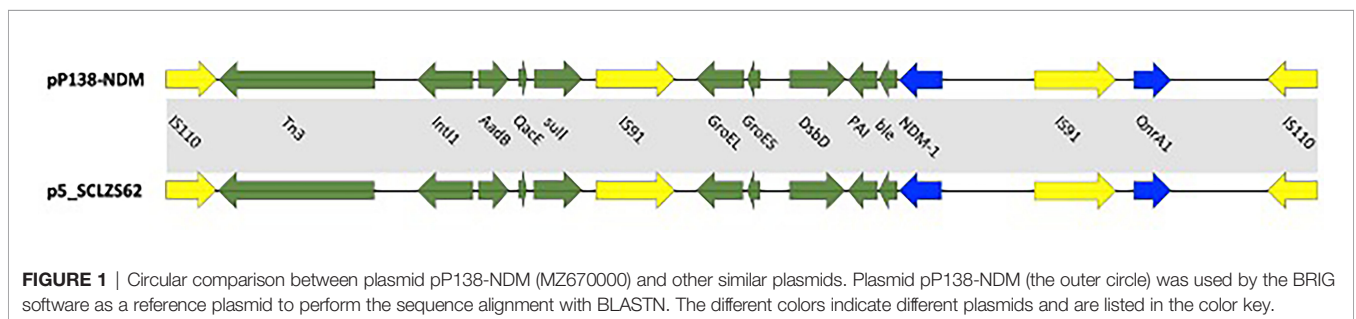 pP138-NDM
IS110 Tn3 IntI1 AadB QacE sulI IS91 GroEL GroES DsbD PAI ble NDM-1 IS91 QnrA1 IS110
p5_SCLZS62
FIGURE 1 | Circular comparison between plasmid pP138-NDM (MZ670000) and other similar plasmids. Plasmid pP138-NDM (the outer circle) was used by the BRIG
software as a reference plasmid to perform the sequence alignment with BLASTN. The different colors indicate different plasmids and are listed in the color key.